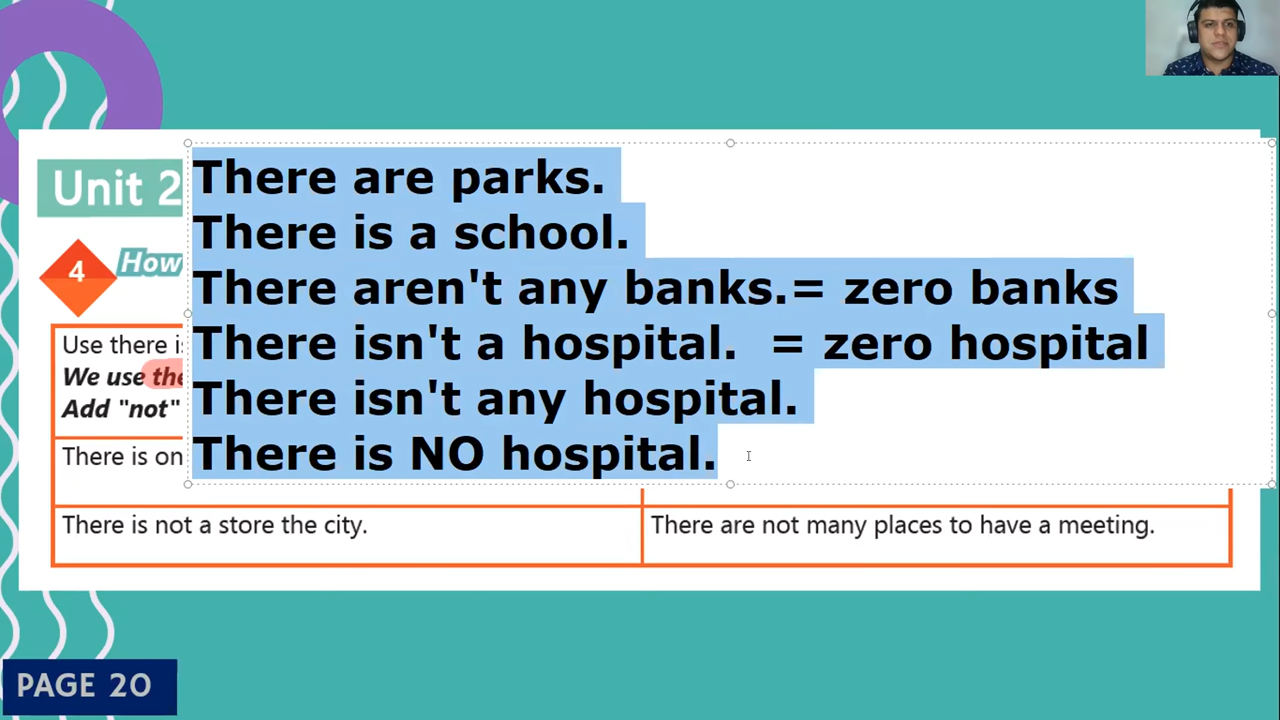 Unit 2
There are parks.
There is a school.
4 How
There aren't any banks.= zero banks
There isn't a hospital. = zero hospital
There isn't any hospital.
There is NO hospital.
Use there
We use the
Add "not"
There is on
There is not a store the city.
There are not many places to have a meeting.
PAGE 20